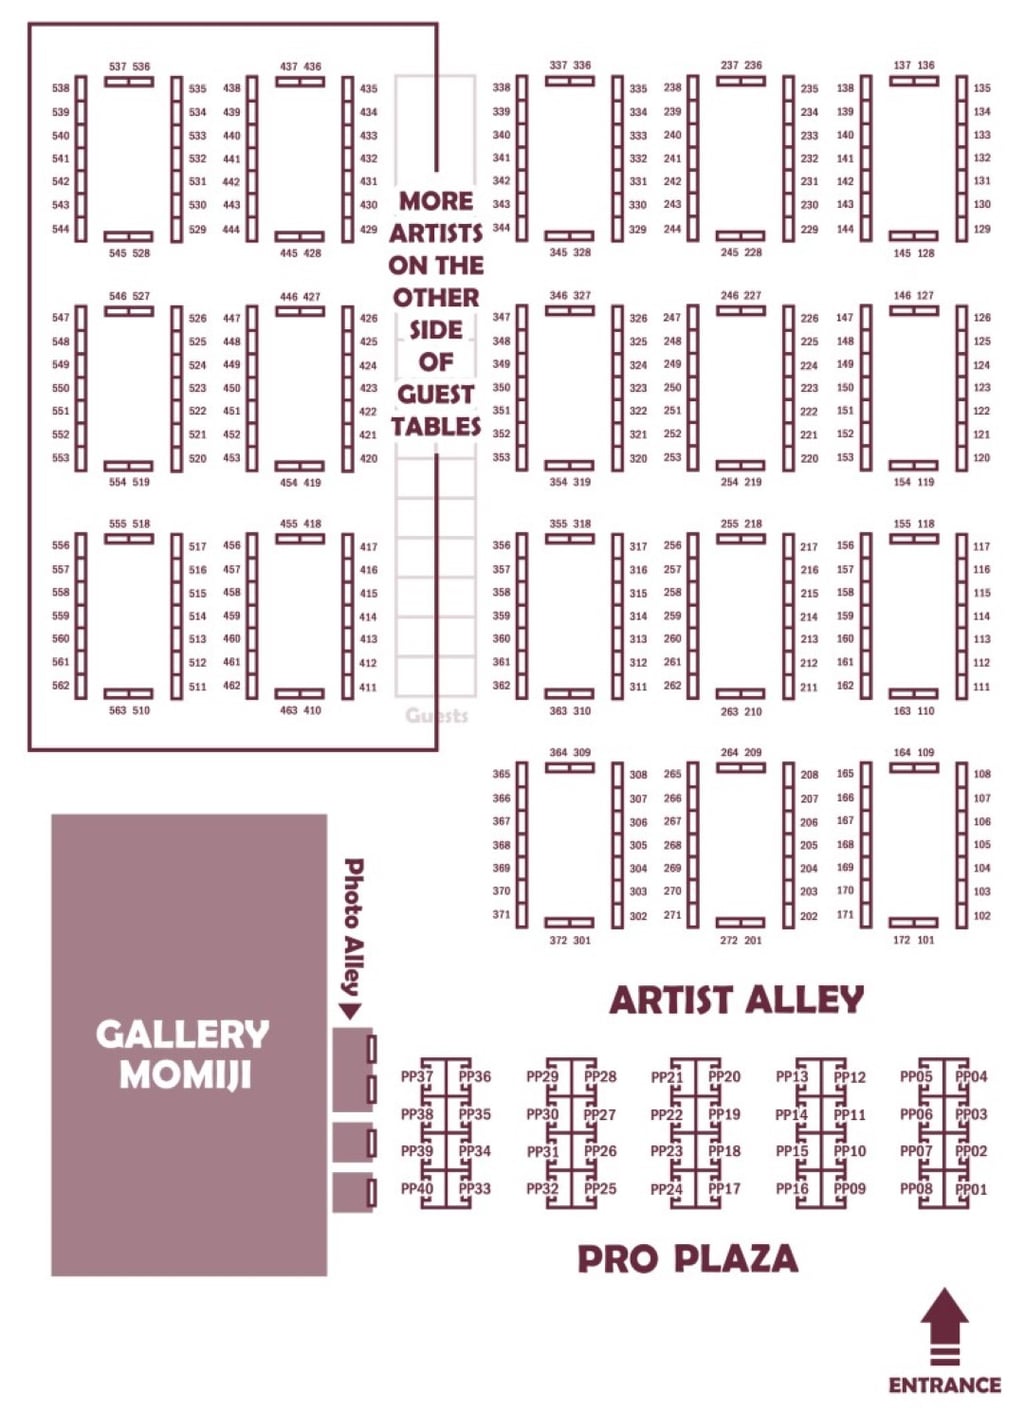 537 536 437 436 337 336 237 236 137 136
538 535 438 435 338 335 238 235 138 135
539 534 439 434 339 334 239 234 139 134
540 533 440 433 340 333 240 233 140 133
541 532 441 432 341 332 241 232 141 132
542 531 442 431 342 331 242 231 142 131
543 530 443 430 343 330 243 230 143 130
544 529 444 429 344 329 244 229 144 129
545 528 445 428 345 328 245 228 145 128
MORE
ARTISTS
ON THE
OTHER
SIDE
OF
GUEST
TABLES
546 527 446 427 346 327 246 227 146 127
547 526 447 426 347 326 247 226 147 126
548 525 448 425 348 325 248 225 148 125
549 524 449 424 349 324 249 224 149 124
550 523 450 423 350 323 250 223 150 123
551 522 451 422 351 322 251 222 151 122
552 521 452 421 352 321 252 221 152 121
553 520 453 420 353 320 253 220 153 120
554 519 454 419 354 319 254 219 154 119
555 518 455 418 355 318 255 218 155 118
556 517 456 417 356 317 256 217 156 117
557 516 457 416 357 316 257 216 157 116
558 515 458 415 358 315 258 215 158 115
559 514 459 414 359 314 259 214 159 114
560 513 460 413 360 313 260 213 160 113
561 512 461 412 361 312 261 212 161 112
562 511 462 411 362 311 262 211 162 111
563 510 463 410 363 310 263 210 163 110
Guests
364 309 264 209 164 109
365 308 265 208 165 108
366 307 266 207 166 107
367 306 267 206 167 106
368 305 268 205 168 105
369 304 269 204 169 104
370 303 270 203 170 103
371 302 271 202 171 102
372 301 272 201 172 101
Photo Alley
ARTIST ALLEY
GALLERY
MOMIJI
PP37 PP36 PP29 PP28 PP21 PP20 PP13 PP12 PP05 PP04
PP38 PP35 PP30 PP27 PP22 PP19 PP14 PP11 PP06 PP03
PP39 PP34 PP31 PP26 PP23 PP18 PP15 PP10 PP07 PP02
PP40 PP33 PP32 PP25 PP24 PP17 PP16 PP09 PP08 PP01
PRO PLAZA
ENTRANCE